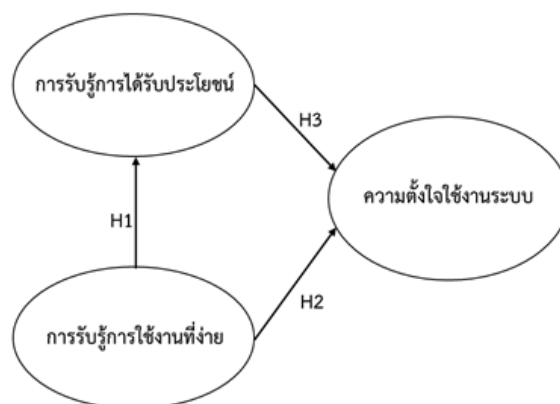 การรับรู้การได้รับประโยชน์
H3
ความตั้งใจใช้งานระบบ
H1
H2
การรับรู้การใช้งานที่ง่าย